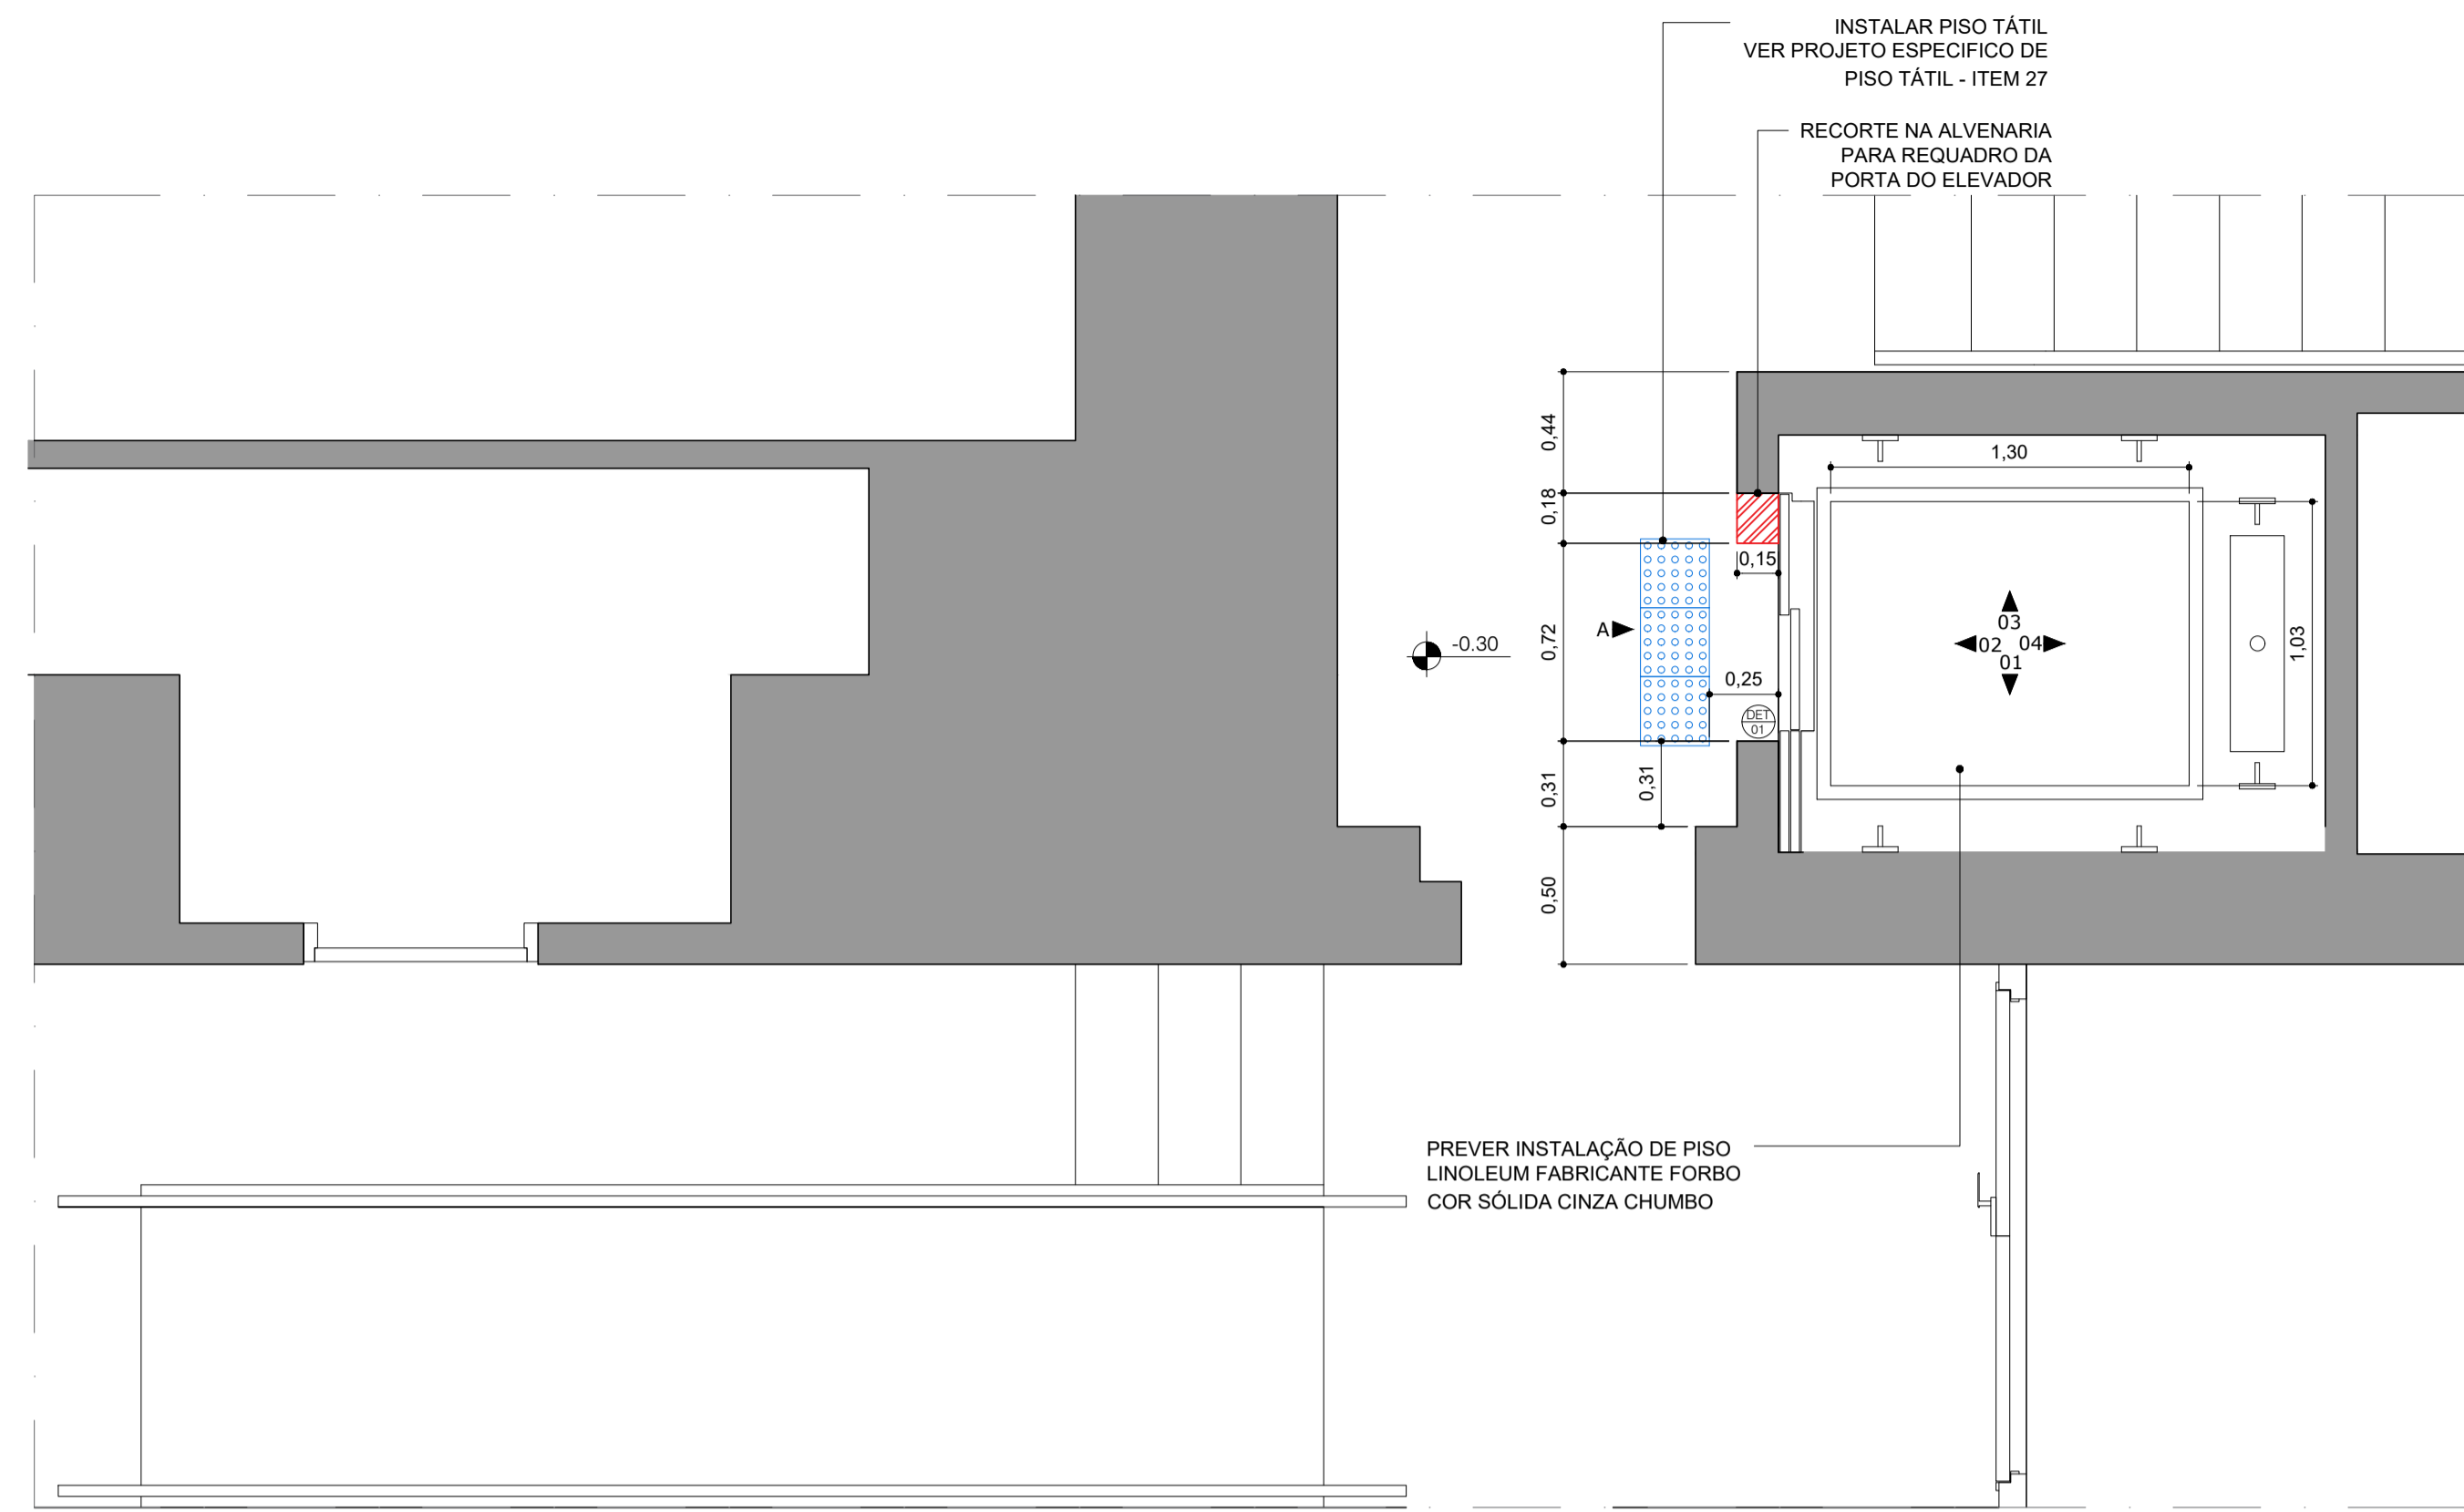 INSTALAR PISO TÁTIL
VER PROJETO ESPECIFICO DE
PISO TÁTIL - ITEM 27
RECORTE NA ALVENARIA
PARA REQUADRO DA
PORTA DO ELEVADOR
0,44
1,30
0,18
0,15
03
02 04
01
A
-0.30
0,72
1,03
0,25
DET
01
0,31
0,31
0,50
PREVER INSTALAÇÃO DE PISO
LINOLEUM FABRICANTE FORBO
COR SÓLIDA CINZA CHUMBO